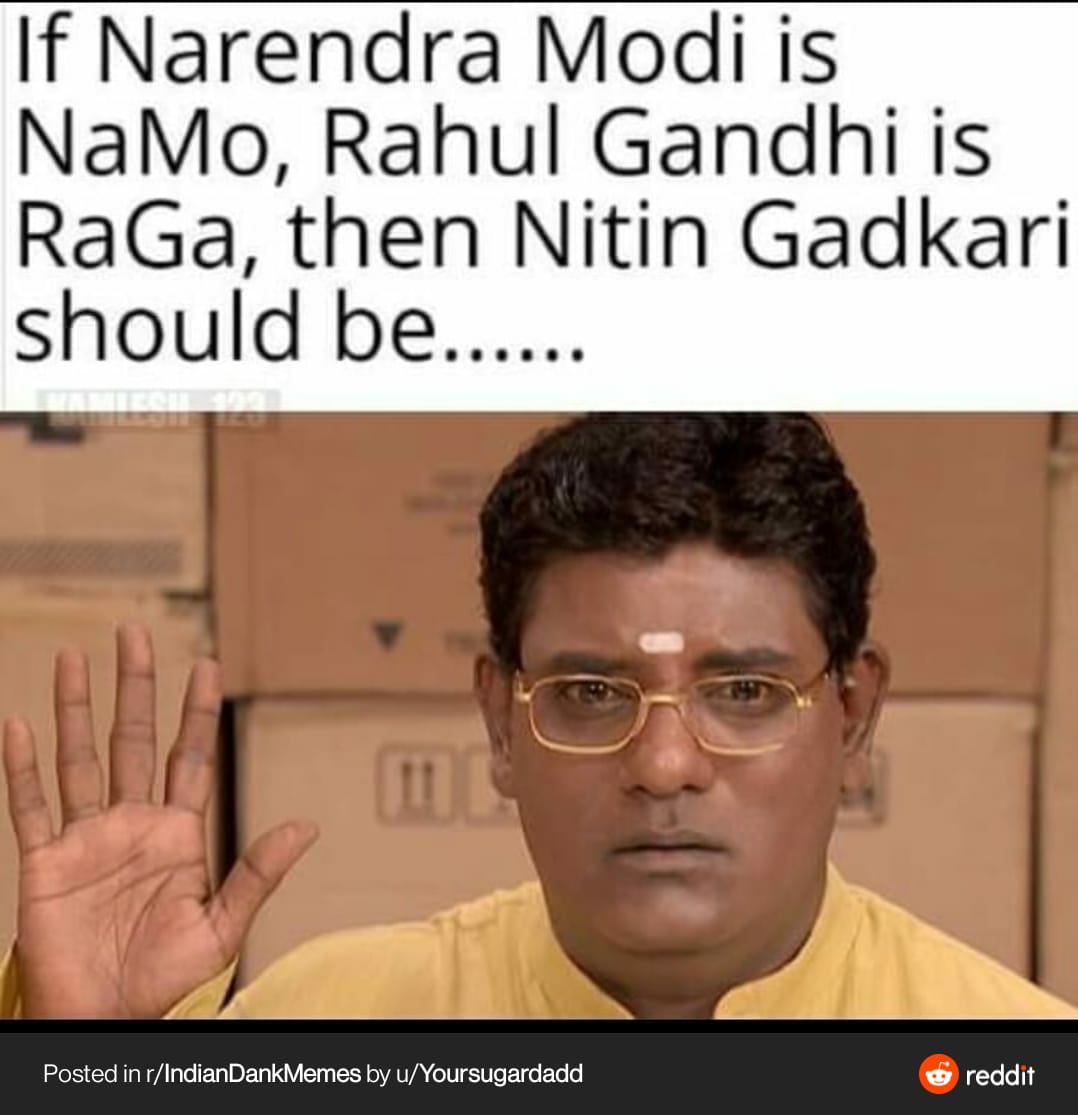 If Narendra Modi is
NaMo, Rahul Gandhi is
RaGa, then Nitin Gadkari
should be......
KAMLESH_123
Posted in r/IndianDankMemes by u/Yoursugardadd
reddit